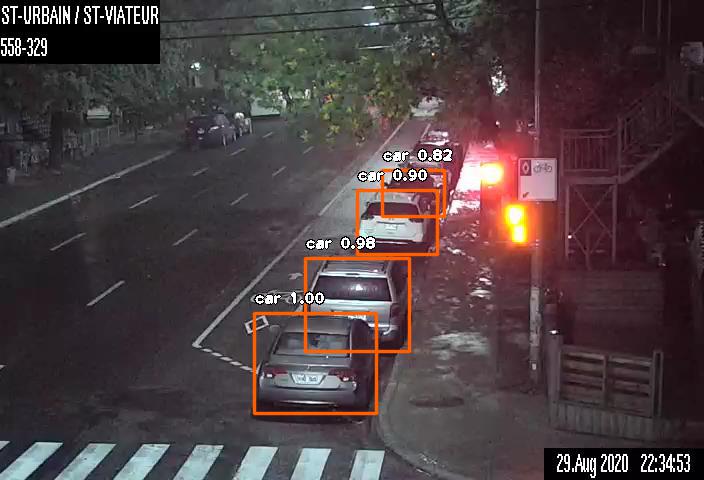 ST-URBAIN / ST-VIATEUR
558-329
car 0.82
car 0.90
car 0.98
car 1.00
29.Aug 2020 22:34:53